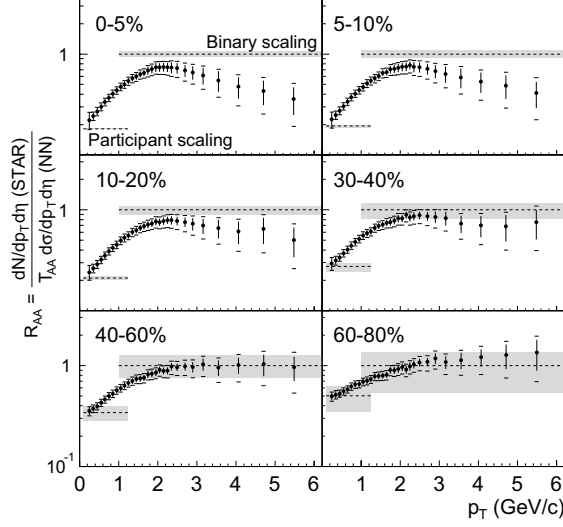 0-5%
5-10%
Binary scaling
1
Participant scaling
10-20%
30-40%
1
R_AA = dN/dp_T dη (STAR)
T_AA dσ/dp_T dη (NN)
40-60%
60-80%
1
10^-1
0 1 2 3 4 5 6 0 1 2 3 4 5 6
p_T (GeV/c)